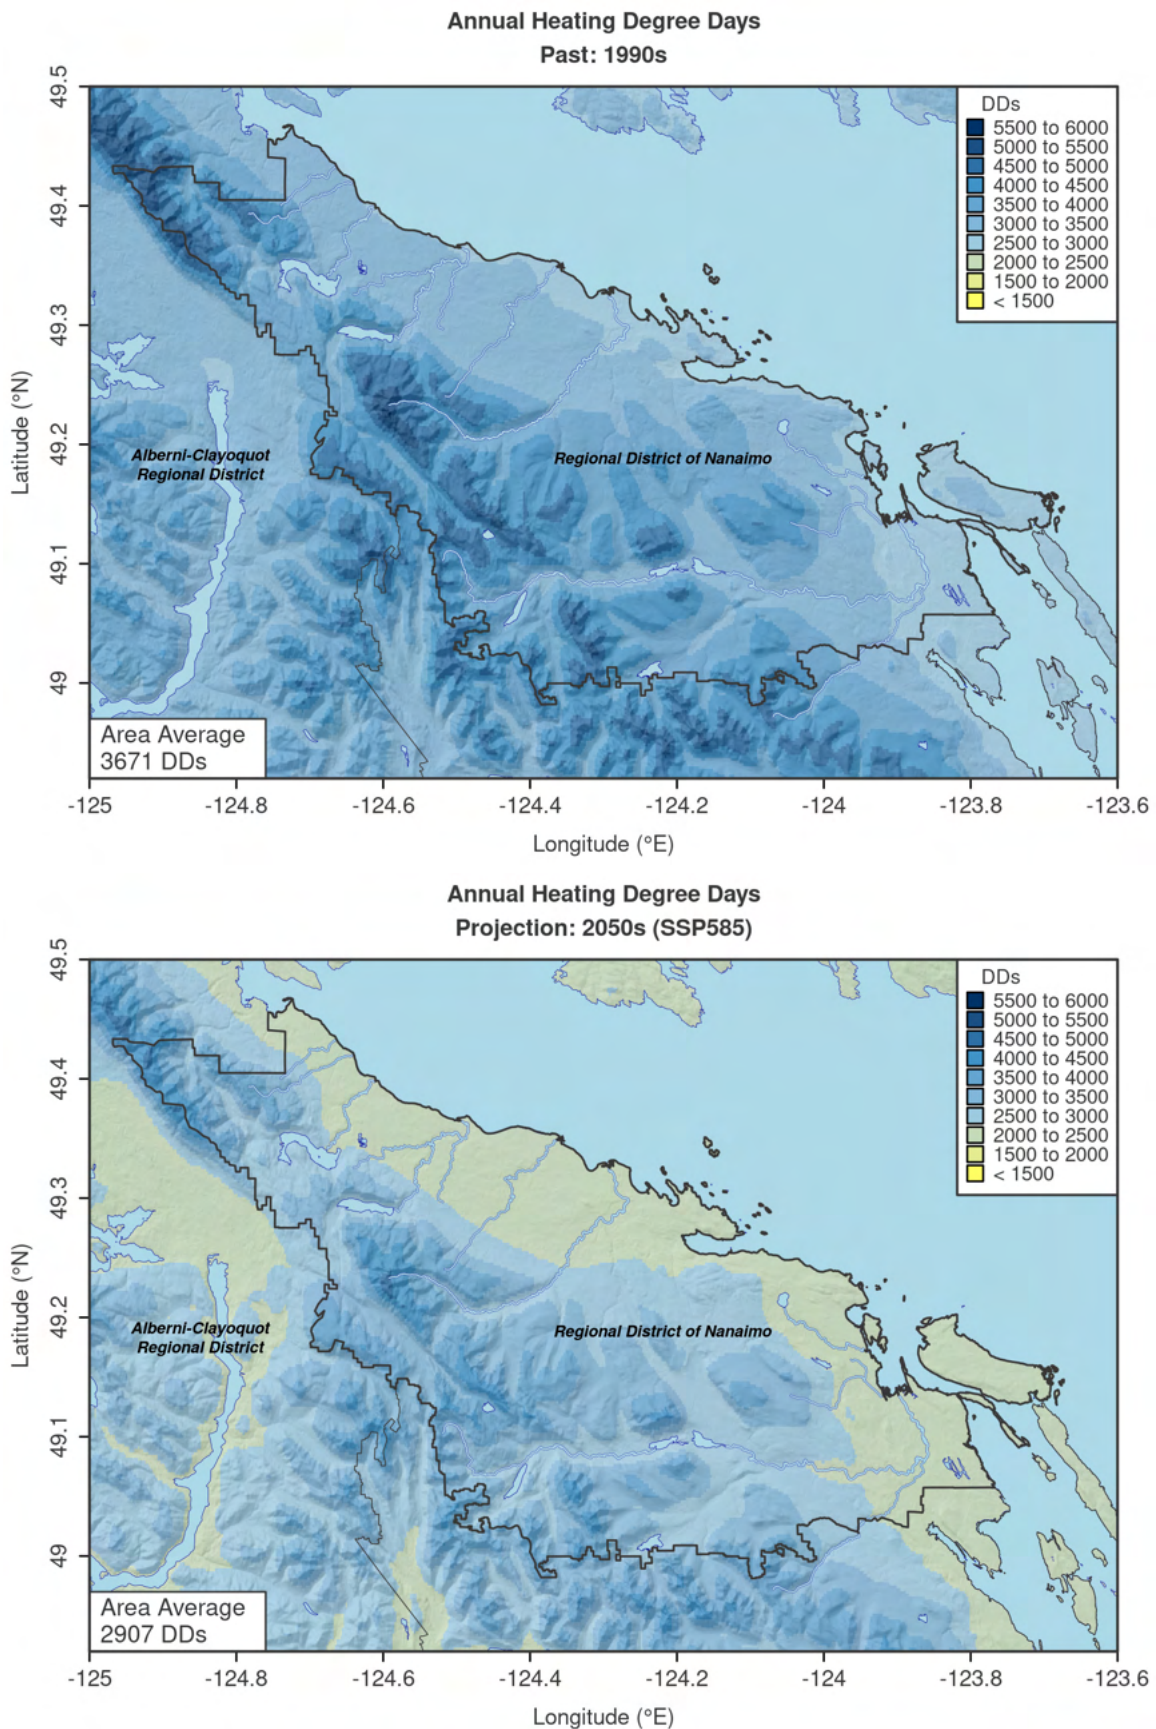 Annual Heating Degree Days
Past: 1990s
49.5
49.4
49.3
49.2
49.1
49
Latitude (°N)
DDs
5500 to 6000
5000 to 5500
4500 to 5000
4000 to 4500
3500 to 4000
3000 to 3500
2500 to 3000
2000 to 2500
1500 to 2000
< 1500
Alberni-Clayoquot
Regional District
Regional District of Nanaimo
Area Average
3671 DDs
-125 -124.8 -124.6 -124.4 -124.2 -124 -123.8 -123.6
Longitude (°E)
Annual Heating Degree Days
Projection: 2050s (SSP585)
49.5
49.4
49.3
49.2
49.1
49
Latitude (°N)
DDs
5500 to 6000
5000 to 5500
4500 to 5000
4000 to 4500
3500 to 4000
3000 to 3500
2500 to 3000
2000 to 2500
1500 to 2000
< 1500
Alberni-Clayoquot
Regional District
Regional District of Nanaimo
Area Average
2907 DDs
-125 -124.8 -124.6 -124.4 -124.2 -124 -123.8 -123.6
Longitude (°E)